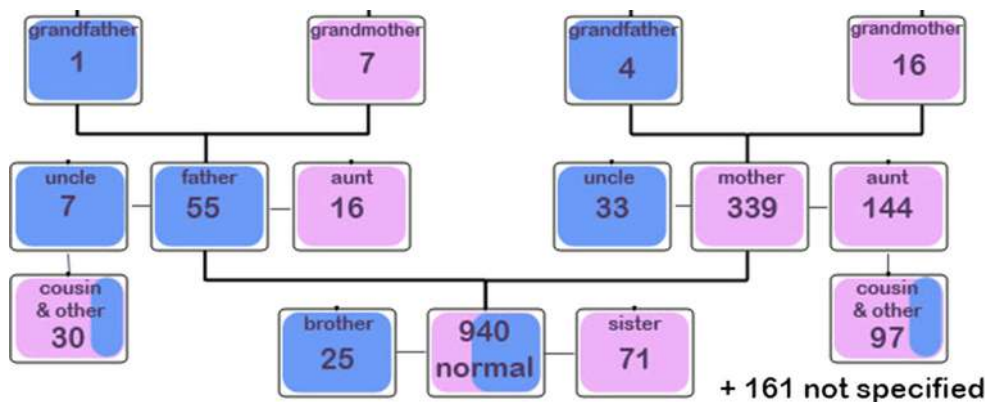 grandfather
1
grandmother
7
grandfather
4
grandmother
16
uncle
7
father
55
aunt
16
uncle
33
mother
339
aunt
144
cousin
& other
30
brother
25
940
normal
sister
71
cousin
& other
97
+ 161 not specified